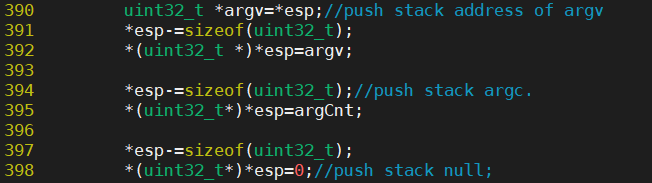 390 uint32_t *argv=*esp;//push stack address of argv
391 *esp-=sizeof(uint32_t);
392 *(uint32_t *)*esp=argv;
393
394 *esp-=sizeof(uint32_t);//push stack argc.
395 *(uint32_t*)*esp=argCnt;
396
397 *esp-=sizeof(uint32_t);
398 *(uint32_t*)*esp=0;//push stack null;